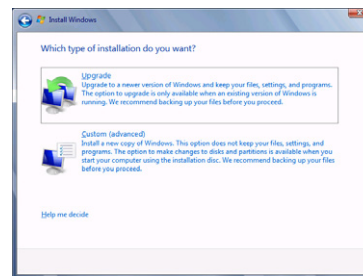 Install Windows
Which type of installation do you want?
Upgrade
Upgrade to a newer version of Windows and keep your files, settings, and programs.
The option to upgrade is only available when an existing version of Windows is
running. We recommend backing up your files before you proceed.
Custom (advanced)
Install a new copy of Windows. This option does not keep your files, settings, and
programs. The option to make changes to disks and partitions is available when you
start your computer using the installation disc. We recommend backing up your files
before you proceed.
Help me decide